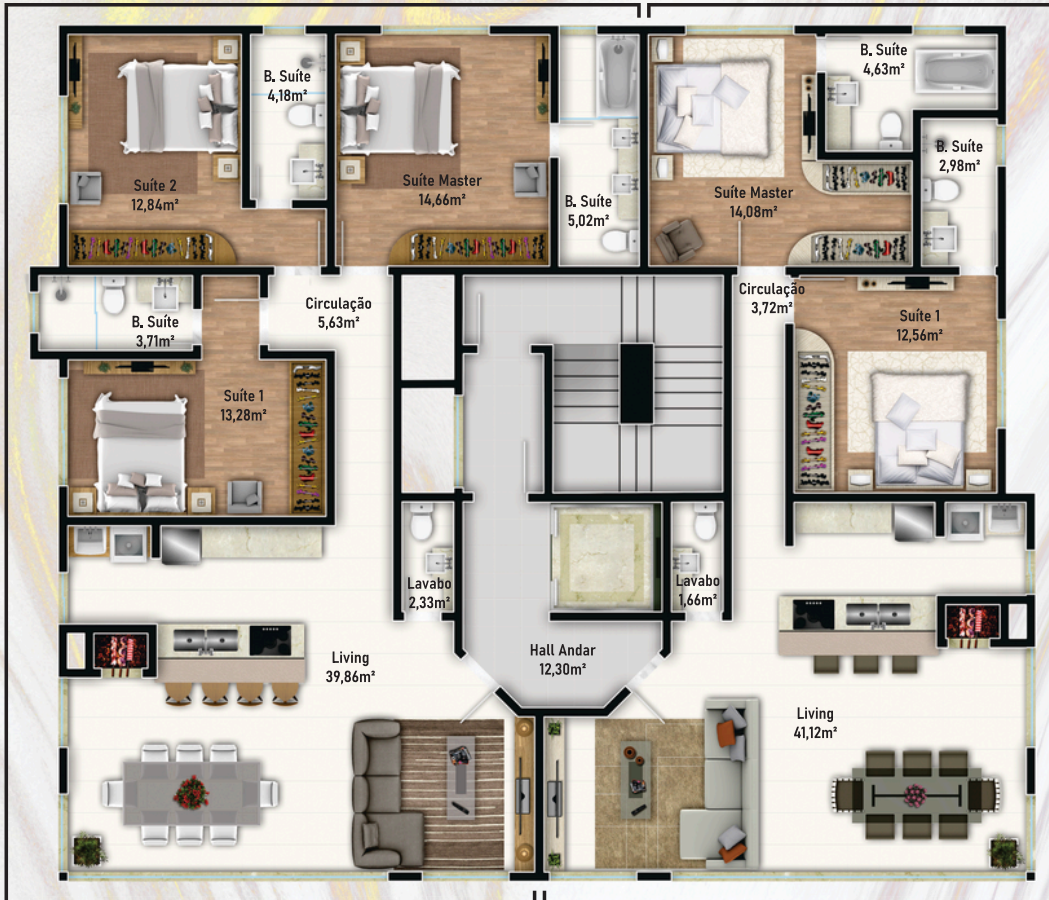 B. Suíte
4,18m²
B. Suíte
4,63m²
B. Suíte
2,98m²
Suíte 2
12,84m²
Suíte Master
14,66m²
B. Suíte
5,02m²
Suíte Master
14,08m²
Circulação
5,63m²
Circulação
3,72m²
B. Suíte
3,71m²
Suíte 1
12,56m²
Suíte 1
13,28m²
Lavabo
2,33m²
Lavabo
1,66m²
Hall Andar
12,30m²
Living
39,86m²
Living
41,12m²